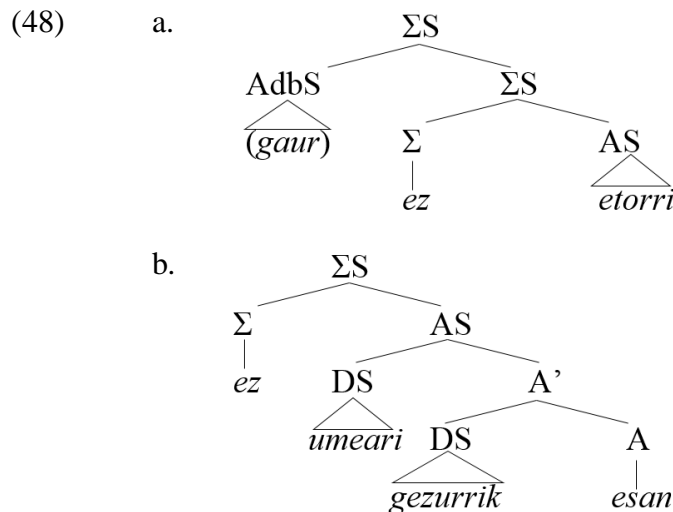 (48) a. ΣS
AdbS ΣS
(gaur) Σ AS
ez etorri
b. ΣS
Σ AS
ez DS A’
umeari DS A
gezurrik esan